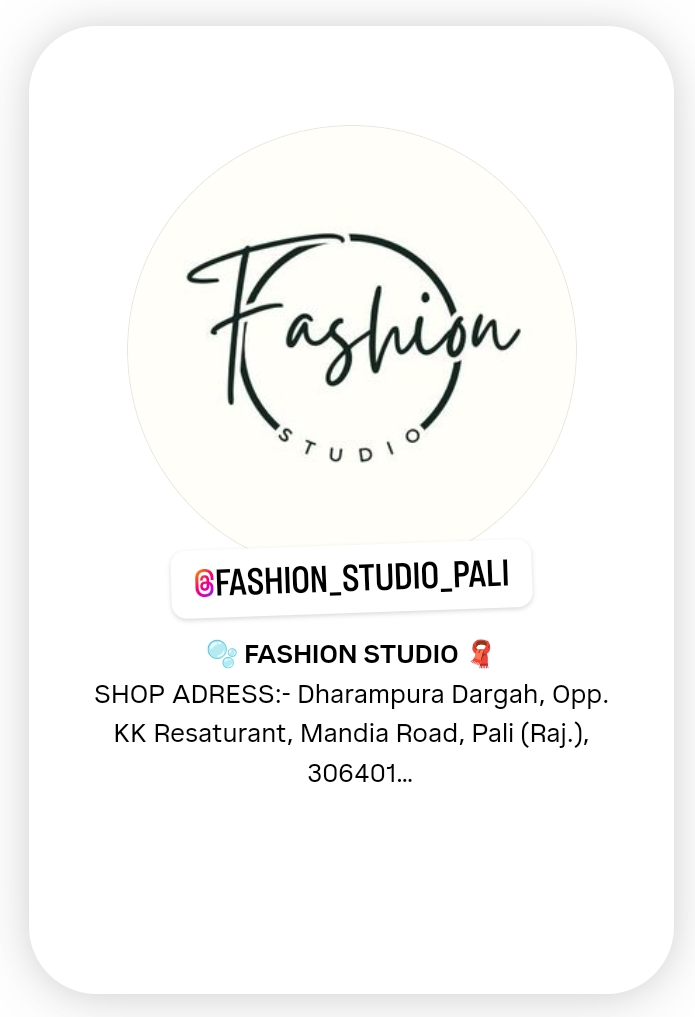 Fashion
STUDIO
@FASHION_STUDIO_PALI
🫧 FASHION STUDIO 🧣
SHOP ADRESS:- Dharampura Dargah, Opp.
KK Resaturant, Mandia Road, Pali (Raj.),
306401...